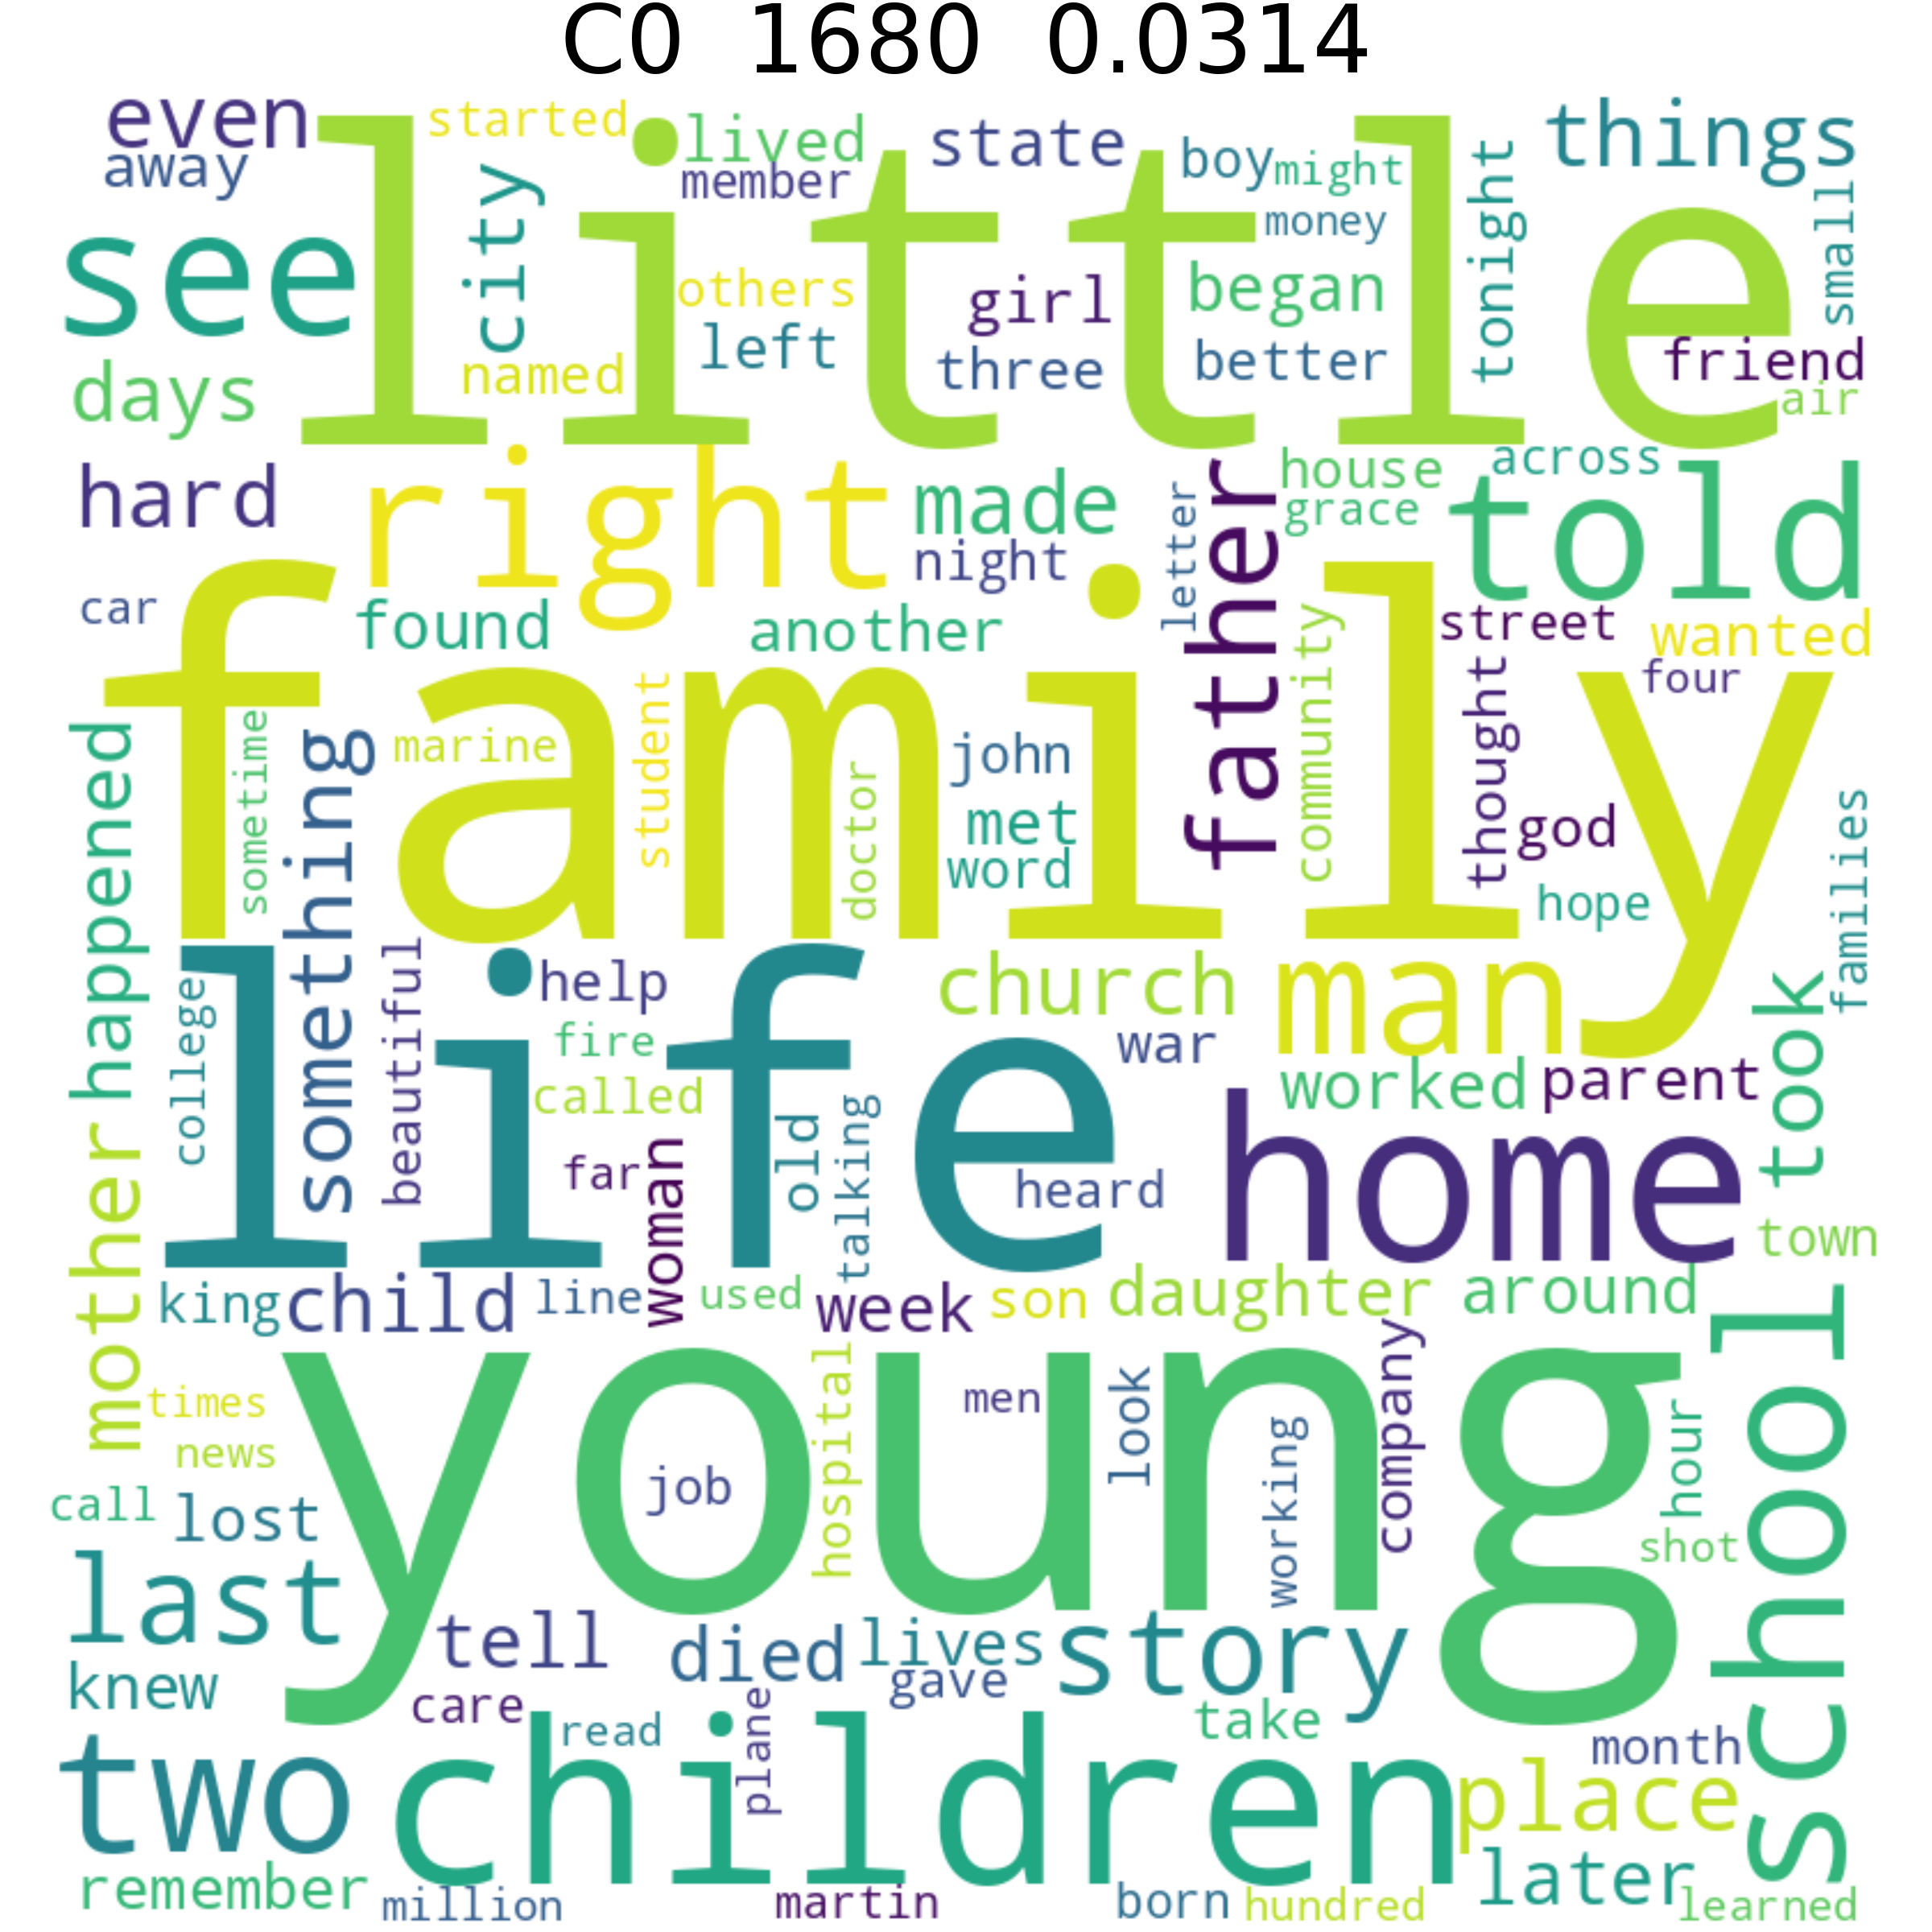 C0 1680 0.0314
even started lived state boy might things
away member money
see little tonight small
city others girl began
days named left three better friend
air
hard right made father house across told
grace
night letter
car found another street wanted
family community four
happened sometime something marine student john thought
doctor met god families
word hope
life help church man
college beautiful fire war took
called worked parent
old talking home
far woman heard
mother town
king child line used week son daughter around
young school
times hospital men look company hour
news
call lost job working shot
last tell died lives story
knew care gave
read plane take month
two children place
remember million martin born hundred later learned